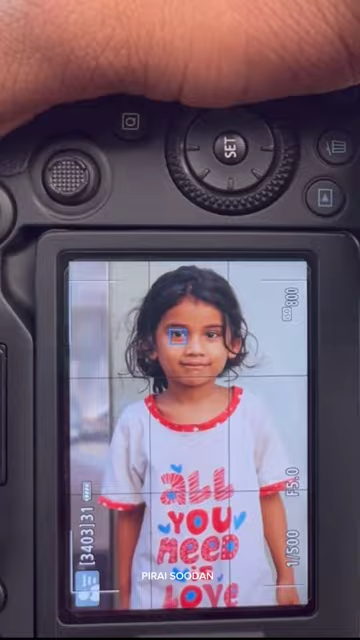 SET
ISO 800
ALL
YOU
NEED
IS
LOVE
F5.0
1/500
[3403]31
PIRAI SOODAN